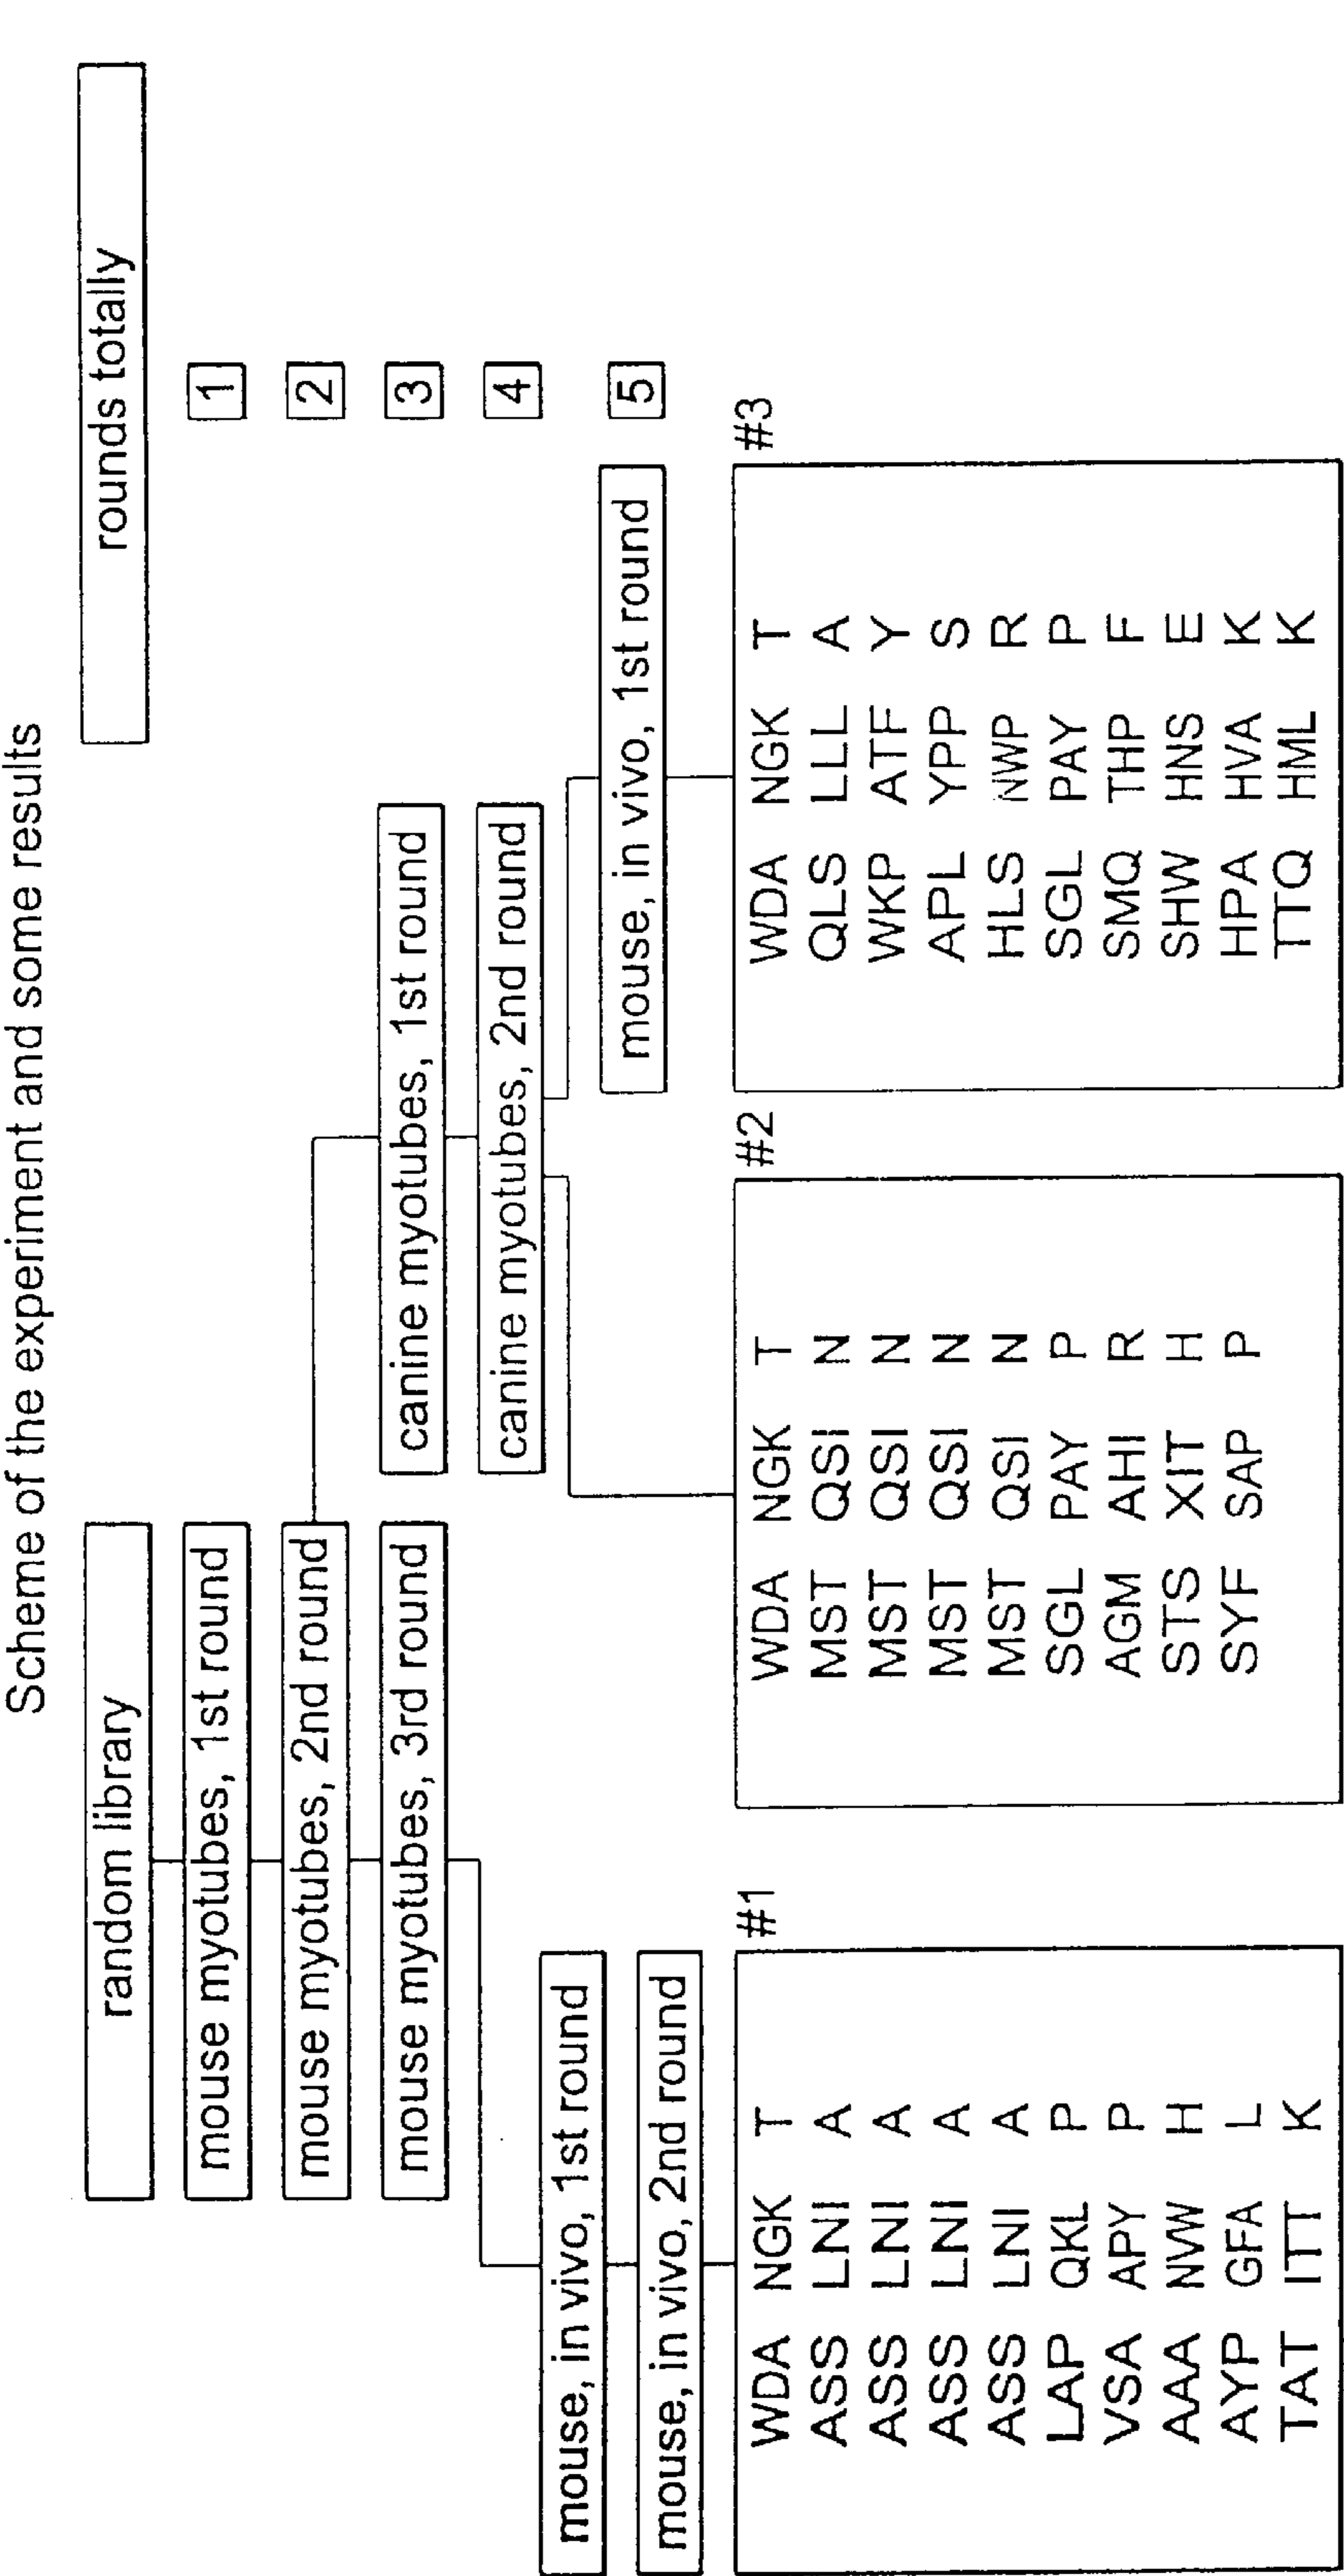 Scheme of the experiment and some results
random library
rounds totally
mouse myotubes, 1st round
1
mouse myotubes, 2nd round
2
mouse myotubes, 3rd round
canine myotubes, 1st round
3
canine myotubes, 2nd round
4
mouse, in vivo, 1st round
mouse, in vivo, 1st round
5
mouse, in vivo, 2nd round
#1
WDA NGK T
ASS LNI A
ASS LNI A
ASS LNI A
ASS LNI A
LAP QKL P
VSA APY P
AAA NVW H
AYP GFA L
TAT ITT K
#2
WDA NGK T
MST QSI N
MST QSI N
MST QSI N
MST QSI N
SGL PAY P
AGM AHI R
STS XIT H
SYF SAP P
#3
WDA NGK T
QLS LLL A
WKP ATF Y
APL YPP S
HLS NWP R
SGL PAY P
SMQ THP F
SHW HNS E
HPA HVA K
TTQ HML K